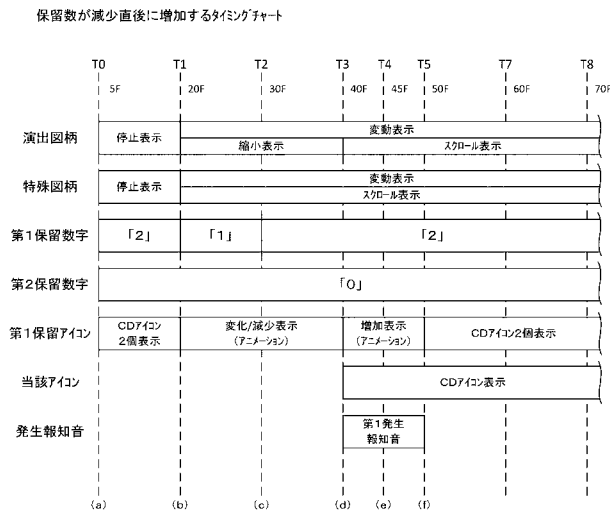 保留数が減少直後に増加するタイミングチャート
T0 T1 T2 T3 T4 T5 T7 T8
5F 20F 30F 40F 45F 50F 60F 70F
演出図柄
停止表示
変動表示
縮小表示
スクロール表示
特殊図柄
停止表示
変動表示
スクロール表示
第1保留数字
「2」
「1」
「2」
第2保留数字
「0」
第1保留アイコン
CDアイコン
2個表示
変化/減少表示
(アニメーション)
増加表示
(アニメーション)
CDアイコン2個表示
当該アイコン
CDアイコン表示
発生報知音
第1発生
報知音
(a) (b) (c) (d) (e) (f)